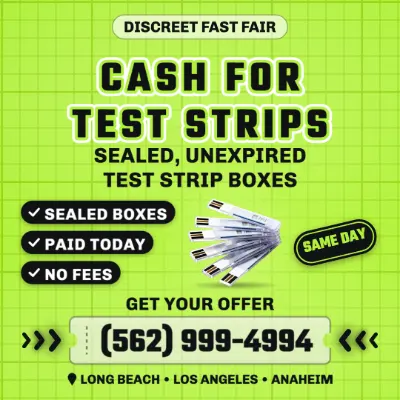 DISCREET FAST FAIR
CASH FOR
TEST STRIPS
SEALED, UNEXPIRED
TEST STRIP BOXES
SEALED BOXES
PAID TODAY
NO FEES
SAME DAY
GET YOUR OFFER
(562) 999-4994
LONG BEACH • LOS ANGELES • ANAHEIM